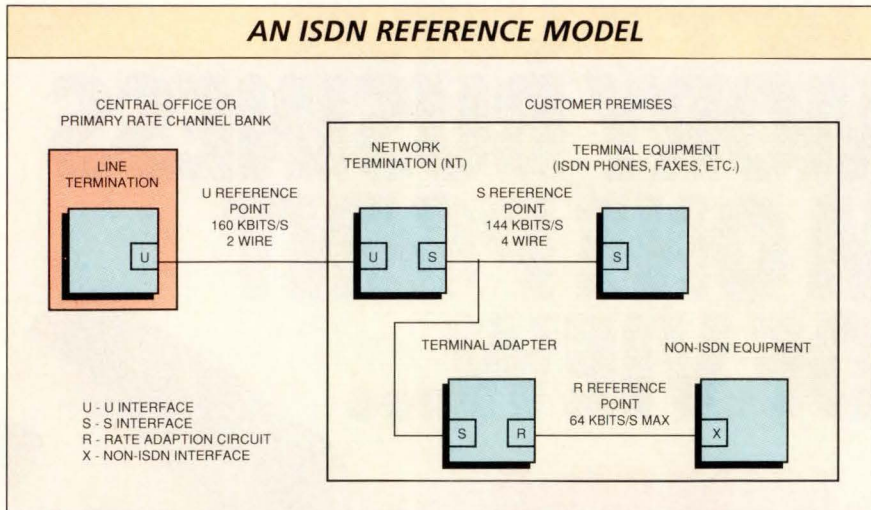 AN ISDN REFERENCE MODEL
CENTRAL OFFICE OR
PRIMARY RATE CHANNEL BANK
CUSTOMER PREMISES
LINE
TERMINATION
U
U REFERENCE
POINT
160 KBITS/S
2 WIRE
NETWORK
TERMINATION (NT)
U
S
S REFERENCE
POINT
144 KBITS/S
4 WIRE
TERMINAL EQUIPMENT
(ISDN PHONES, FAXES, ETC.)
S
TERMINAL ADAPTER
S
R
R REFERENCE
POINT
64 KBITS/S MAX
NON-ISDN EQUIPMENT
X
U - U INTERFACE
S - S INTERFACE
R - RATE ADAPTION CIRCUIT
X - NON-ISDN INTERFACE